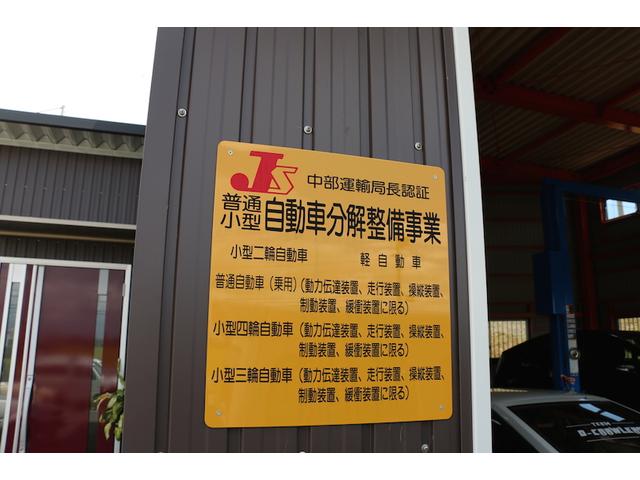 JS 中部運輸局長認証
普通
小型 自動車分解整備事業
小型二輪自動車 軽自動車
普通自動車（乗用）（動力伝達装置、走行装置、操縦装置、
制動装置、緩衝装置に限る）
小型四輪自動車（動力伝達装置、走行装置、操縦装置、
制動装置、緩衝装置に限る）
小型三輪自動車（動力伝達装置、走行装置、操縦装置、
制動装置、緩衝装置に限る）
TEAM